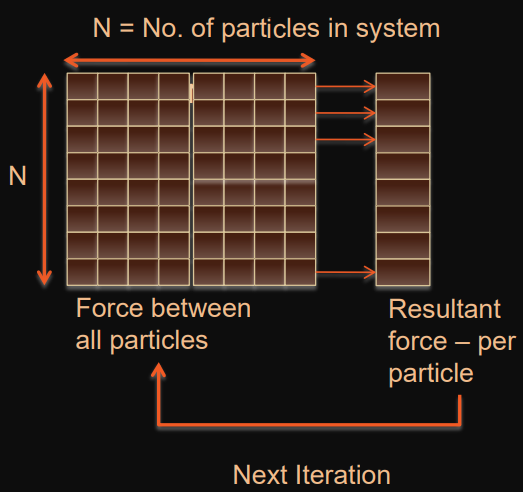 N = No. of particles in system
N
Force between
all particles
Resultant
force – per
particle
Next Iteration